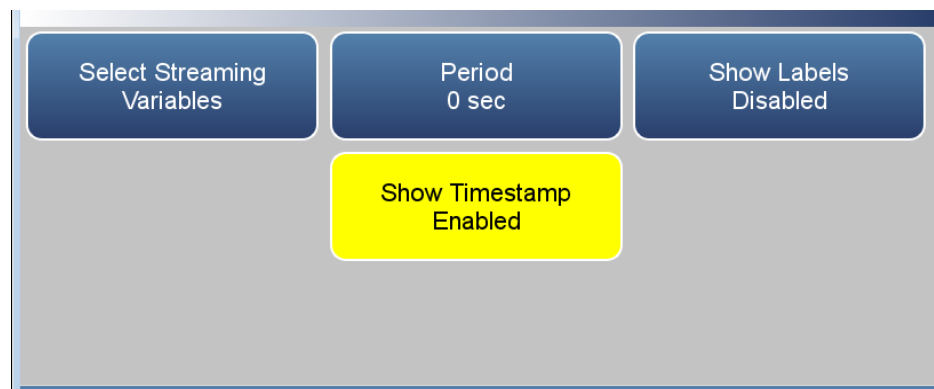 Select Streaming
Variables
Period
0 sec
Show Labels
Disabled
Show Timestamp
Enabled